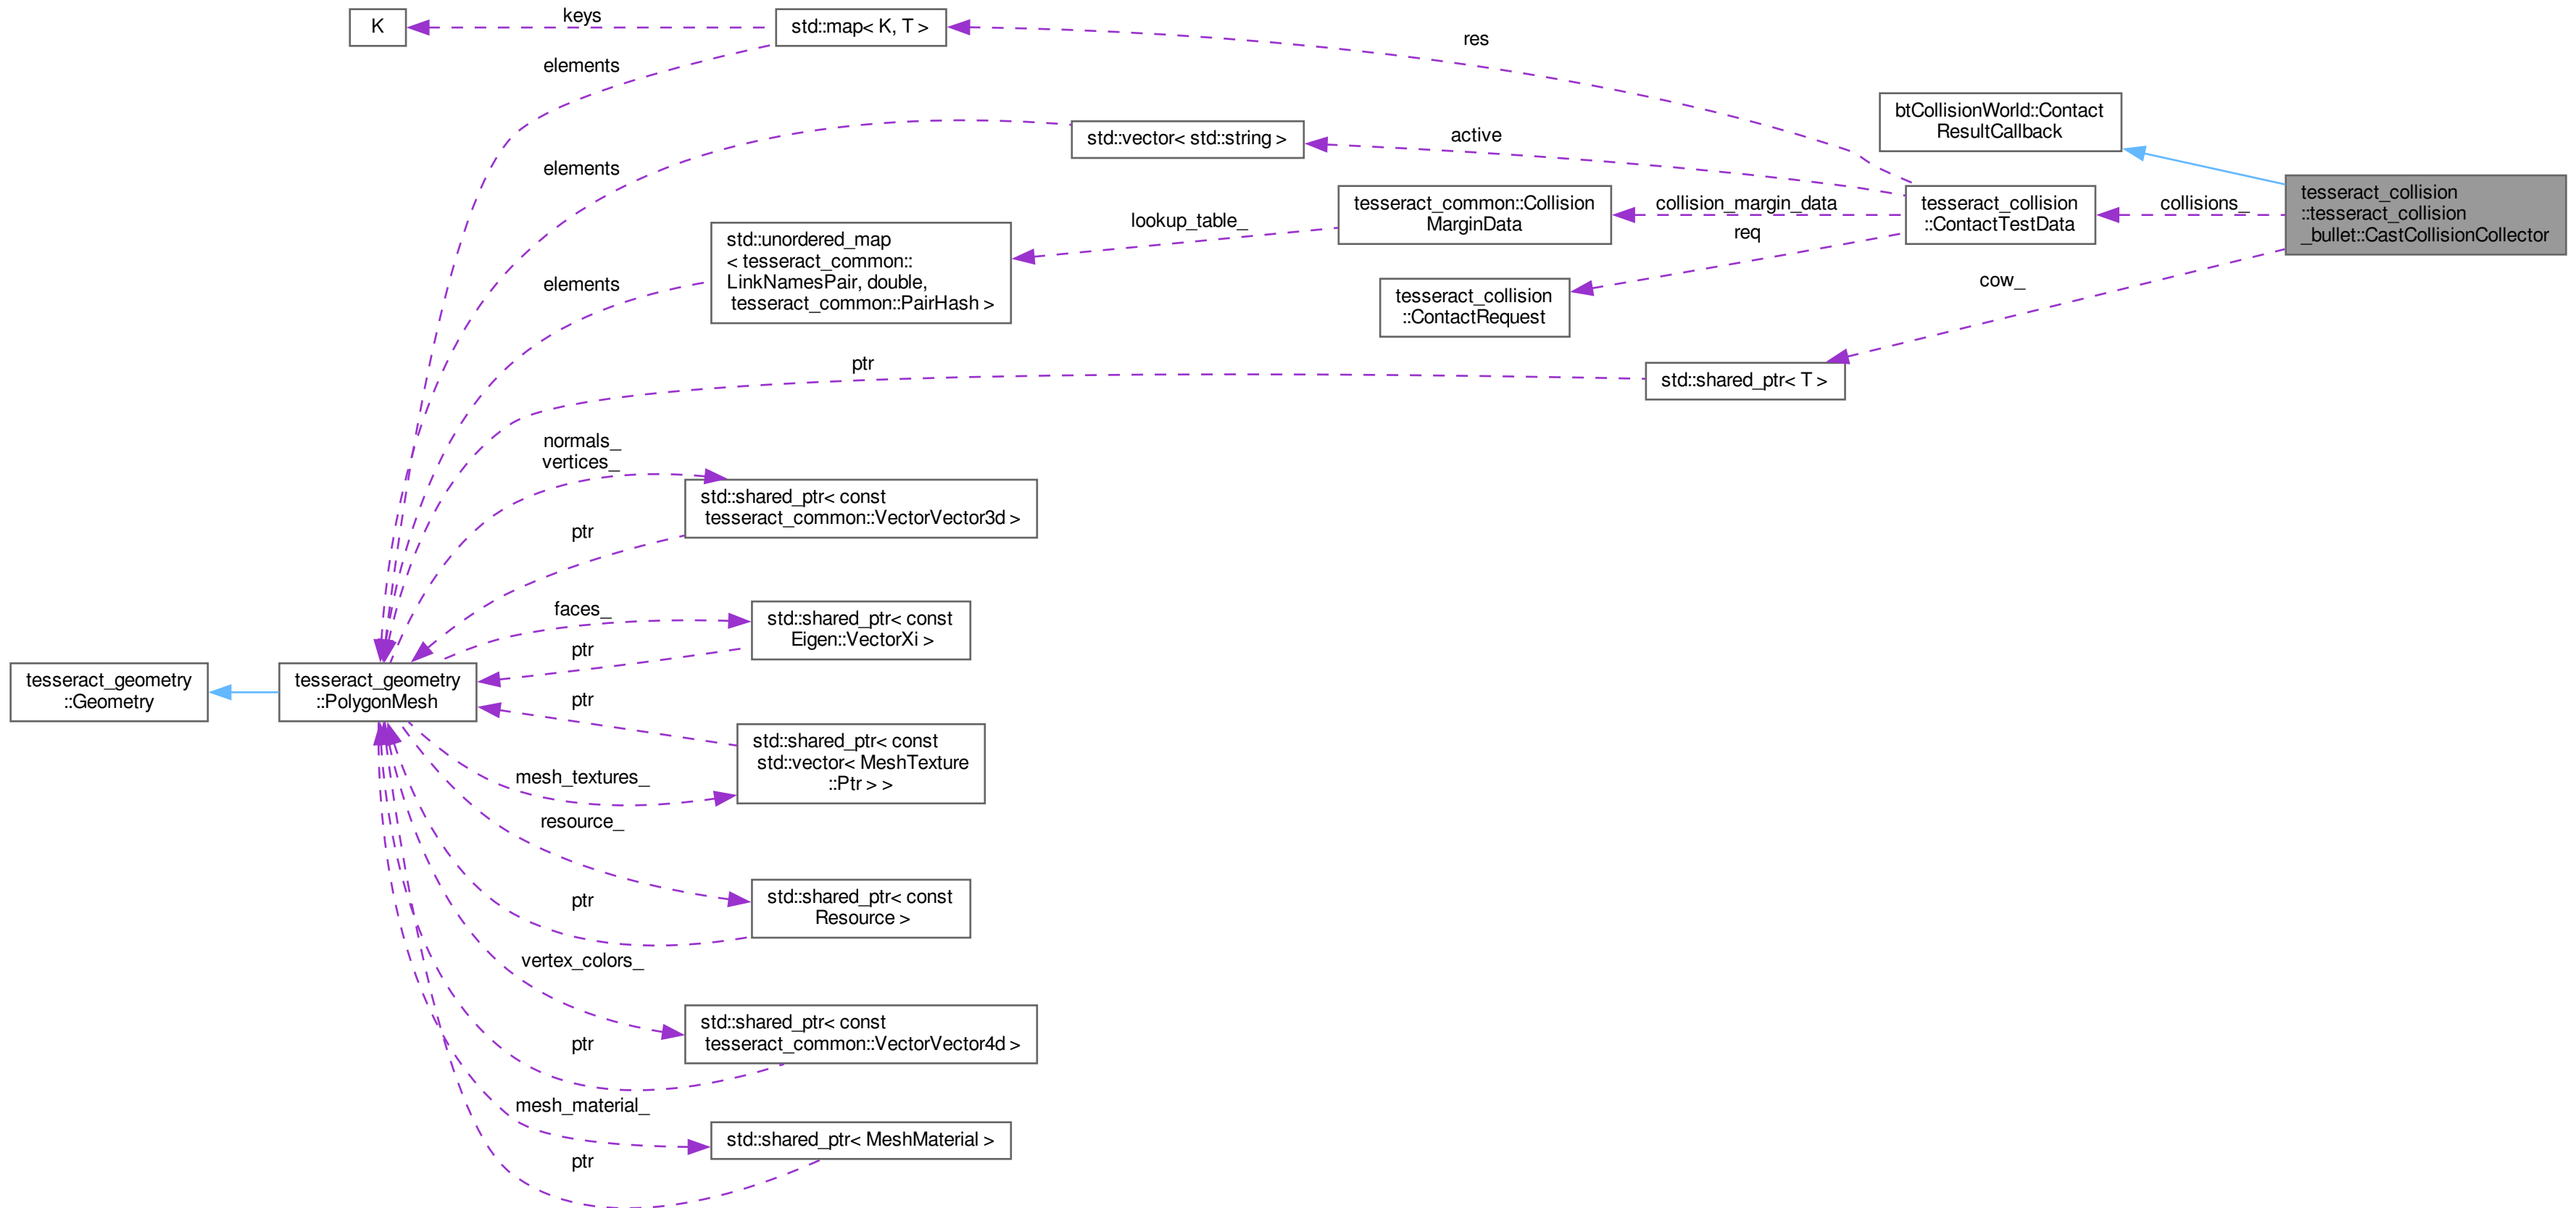 K
keys
std::map< K, T >
res
elements
btCollisionWorld::Contact
ResultCallback
std::vector< std::string >
active
elements
tesseract_collision
::tesseract_collision
_bullet::CastCollisionCollector
collisions_
tesseract_collision
::ContactTestData
collision_margin_data
req
tesseract_common::Collision
MarginData
lookup_table_
std::unordered_map
< tesseract_common::
LinkNamesPair, double,
tesseract_common::PairHash >
elements
tesseract_collision
::ContactRequest
cow_
std::shared_ptr< T >
ptr
normals_
vertices_
std::shared_ptr< const
tesseract_common::VectorVector3d >
ptr
faces_
std::shared_ptr< const
Eigen::VectorXi >
ptr
tesseract_geometry
::Geometry
tesseract_geometry
::PolygonMesh
ptr
std::shared_ptr< const
std::vector< MeshTexture
::Ptr > >
mesh_textures_
resource_
std::shared_ptr< const
Resource >
ptr
vertex_colors_
std::shared_ptr< const
tesseract_common::VectorVector4d >
ptr
mesh_material_
std::shared_ptr< MeshMaterial >
ptr